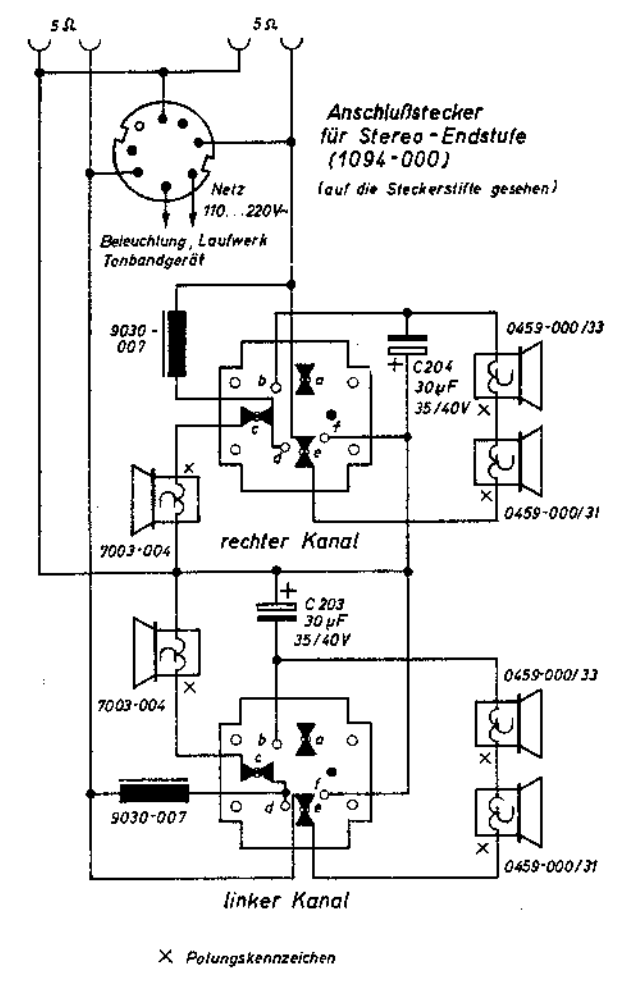 5 Ω
5 Ω
Anschlußstecker
für Stereo-Endstufe
(1094-000)
(auf die Steckerstifte gesehen)
Netz
110...220V~
Beleuchtung, Laufwerk
Tonbandgerät
9030-
007
0459-000/33
b
a
+
C204
30µF
35/40V
×
c
f
d
e
×
×
0459-000/31
7003-004
rechter Kanal
+
C203
30µF
35/40V
×
7003-004
0459-000/33
b
a
c
×
f
d
e
9030-007
×
0459-000/31
linker Kanal
× Polungskennzeichen